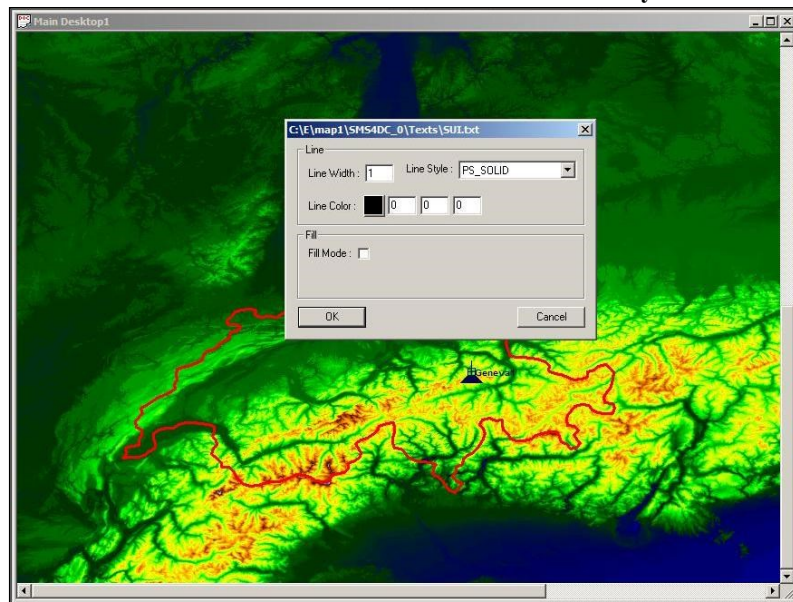 Main Desktop1
C:\E\map1\SMS4DC_0\Texts\SUI.txt
Line
Line Width : 1 Line Style : PS_SOLID
Line Color : 0 0 0
Fill
Fill Mode :
OK Cancel